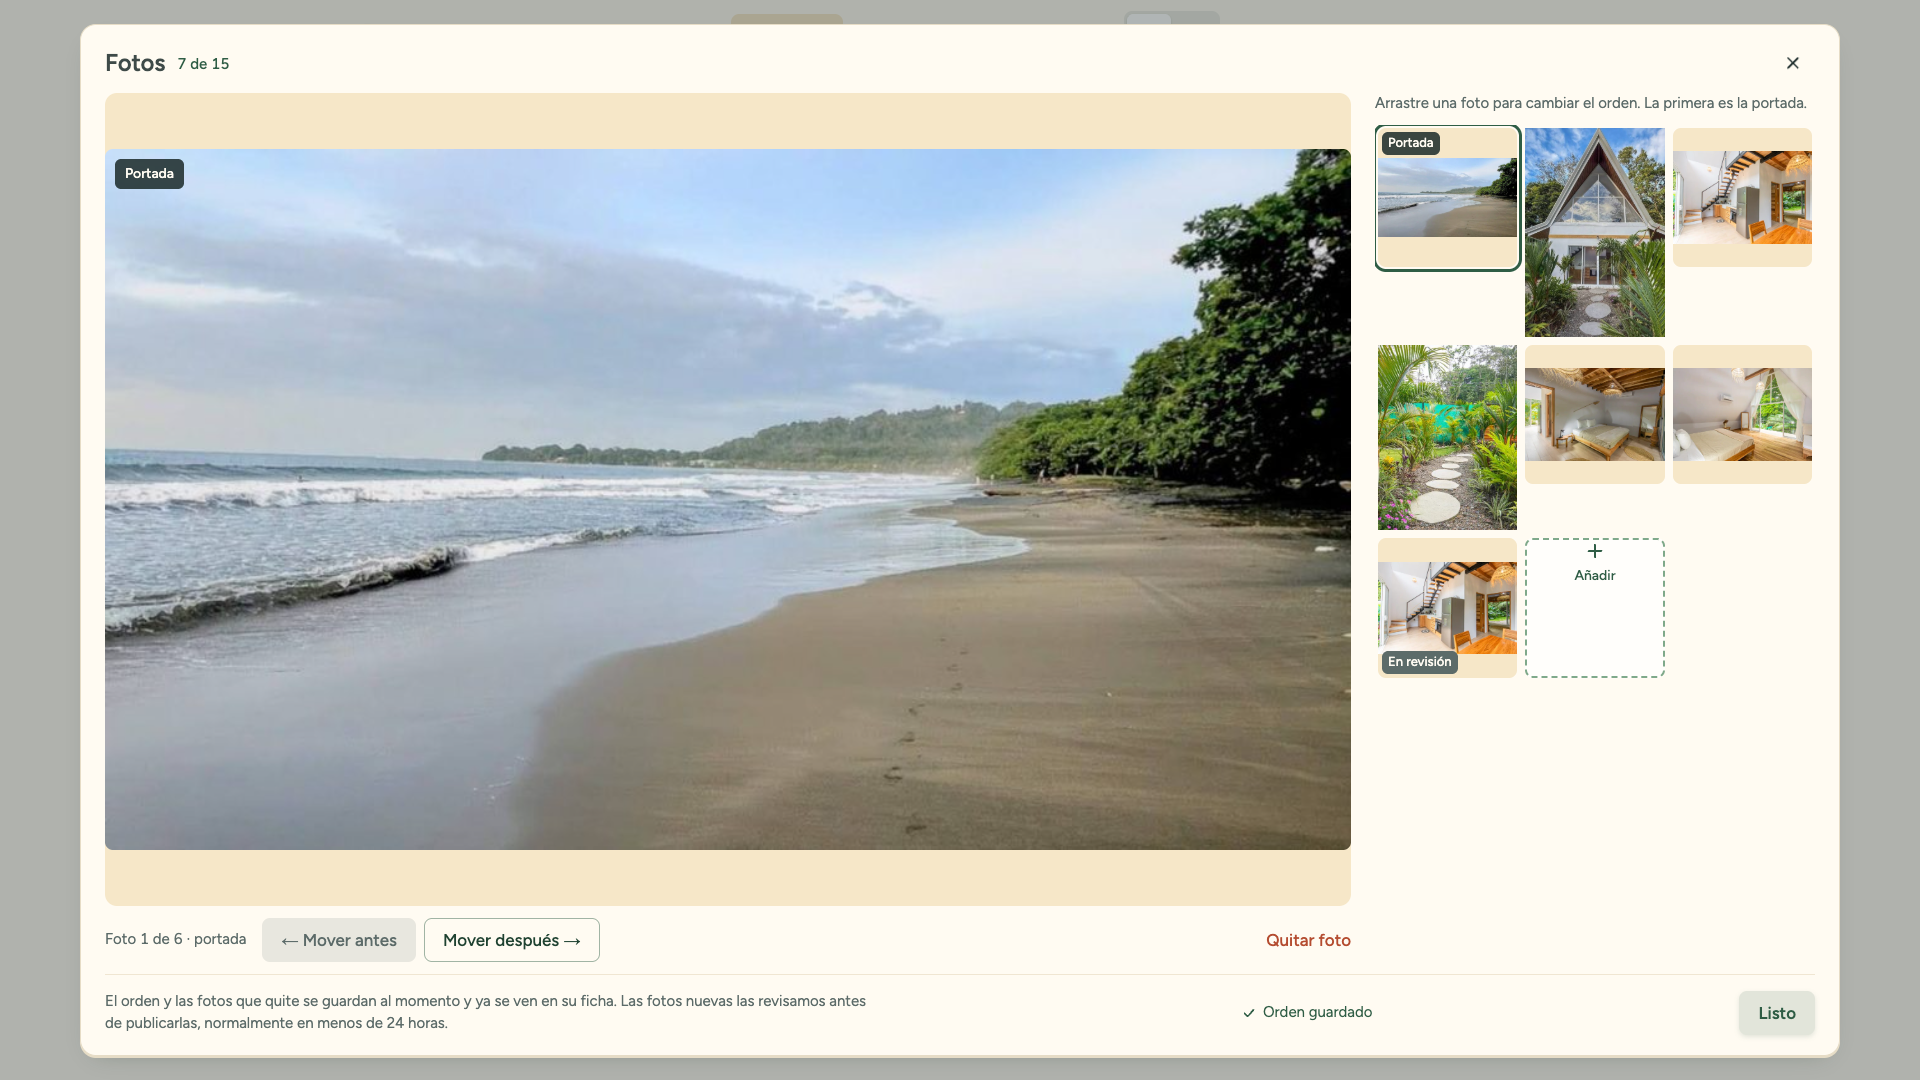 Fotos 7 de 15
Portada
Arrastre una foto para cambiar el orden. La primera es la portada.
Portada
En revisión
+
Añadir
Foto 1 de 6 · portada
← Mover antes
Mover después →
Quitar foto
El orden y las fotos que quite se guardan al momento y ya se ven en su ficha. Las fotos nuevas las revisamos antes
de publicarlas, normalmente en menos de 24 horas.
✓ Orden guardado
Listo